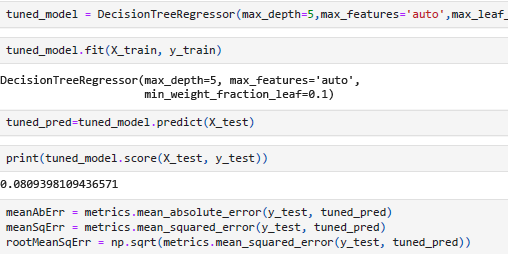 tuned_model = DecisionTreeRegressor(max_depth=5,max_features='auto',max_leaf_
tuned_model.fit(X_train, y_train)
DecisionTreeRegressor(max_depth=5, max_features='auto',
min_weight_fraction_leaf=0.1)
tuned_pred=tuned_model.predict(X_test)
print(tuned_model.score(X_test, y_test))
0.0809398109436571
meanAbErr = metrics.mean_absolute_error(y_test, tuned_pred)
meanSqErr = metrics.mean_squared_error(y_test, tuned_pred)
rootMeanSqErr = np.sqrt(metrics.mean_squared_error(y_test, tuned_pred))